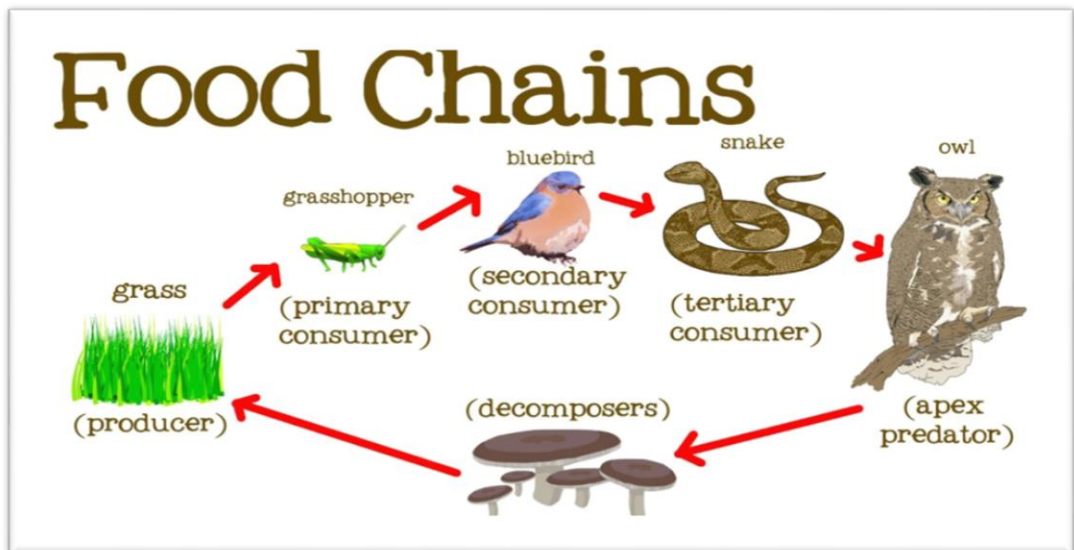 Food Chains
grass
(producer)
grasshopper
(primary
consumer)
bluebird
(secondary
consumer)
snake
(tertiary
consumer)
owl
(apex
predator)
(decomposers)